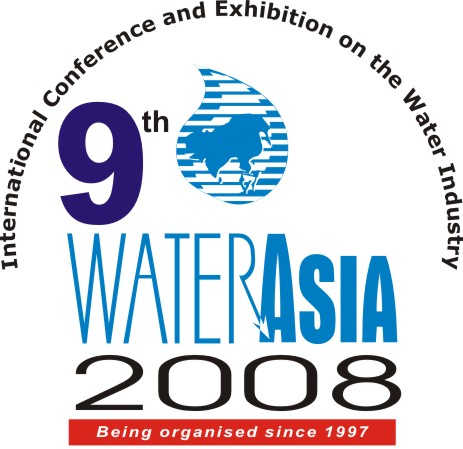 International Conference and Exhibition on the Water Industry
9th
WATERASIA
2008
Being organised since 1997